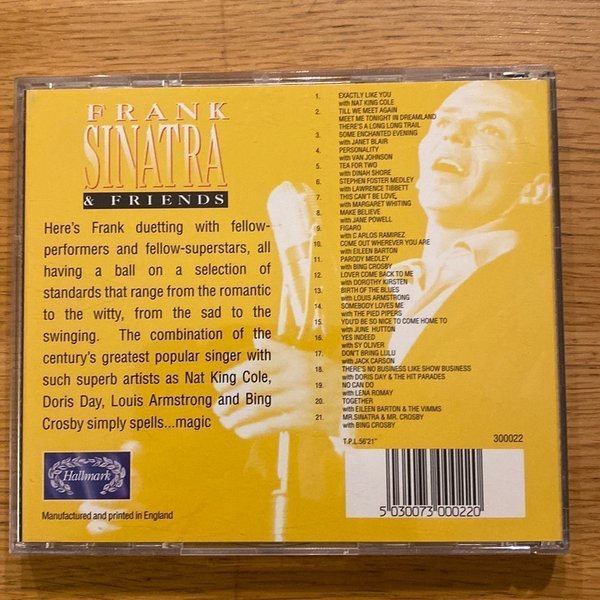 FRANK
SINATRA
& FRIENDS
Here's Frank duetting with fellow-
performers and fellow-superstars, all
having a ball on a selection of
standards that range from the romantic
to the witty, from the sad to the
swinging. The combination of the
century's greatest popular singer with
such superb artists as Nat King Cole,
Doris Day, Louis Armstrong and Bing
Crosby simply spells...magic
Hallmark
Manufactured and printed in England
1. EXACTLY LIKE YOU
with NAT KING COLE
2. TILL WE MEET AGAIN
MEET ME TONIGHT IN DREAMLAND
THERE'S A LONG LONG TRAIL
3. SOME ENCHANTED EVENING
with JANET BLAIR
4. PERSONALITY
with VAN JOHNSON
5. TEA FOR TWO
with DINAH SHORE
6. STEPHEN FOSTER MEDLEY
with LAWRENCE TIBBETT
7. THIS CAN'T BE LOVE,
with MARGARET WHITING
8. MAKE BELIEVE
with JANE POWELL
9. FIGARO
with C ARLOS RAMIREZ
10. COME OUT WHEREVER YOU ARE
with EILEEN BARTON
11. PARODY MEDLEY
with BING CROSBY
12. LOVER COME BACK TO ME
with DOROTHY KIRSTEN
13. BIRTH OF THE BLUES
with LOUIS ARMSTRONG
14. SOMEBODY LOVES ME
with THE PIED PIPERS
15. YOU'D BE SO NICE TO COME HOME TO
with JUNE HUTTON
16. YES INDEED
with SY OLIVER
17. DON'T BRING LULU
with JACK CARSON
18. THERE'S NO BUSINESS LIKE SHOW BUSINESS
with DORIS DAY & THE HIT PARADES
19. NO CAN DO
with LENA ROMAY
20. TOGETHER
with EILEEN BARTON & THE VIMMS
21. MR.SINATRA & MR. CROSBY
with BING CROSBY
T.P.L.56'21"
300022
5 030073 000220